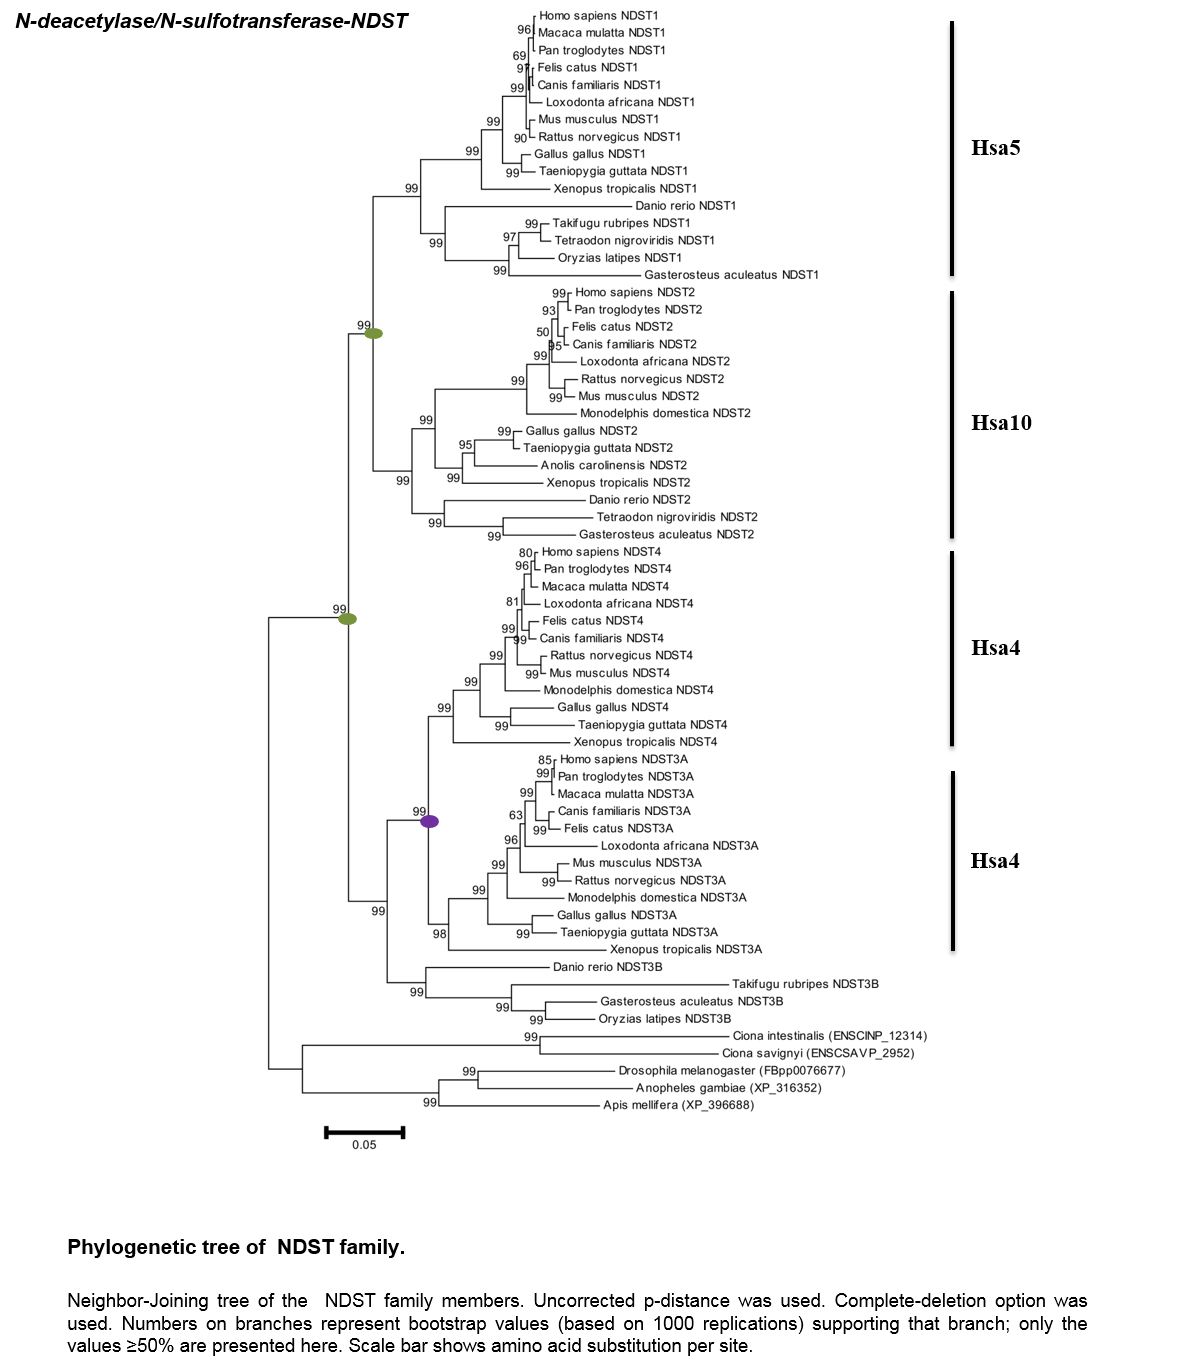 N-deacetylase/N-sulfotransferase-NDST
Homo sapiens NDST1
96
Macaca mulatta NDST1
Pan troglodytes NDST1
69
Felis catus NDST1
97
Canis familiaris NDST1
99
Loxodonta africana NDST1
Mus musculus NDST1
99
Rattus norvegicus NDST1
90
Gallus gallus NDST1
99
Taeniopygia guttata NDST1
99
Hsa5
Xenopus tropicalis NDST1
99
Danio rerio NDST1
Takifugu rubripes NDST1
99
Tetraodon nigroviridis NDST1
97
99
Oryzias latipes NDST1
Gasterosteus aculeatus NDST1
99
Homo sapiens NDST2
99
Pan troglodytes NDST2
93
Felis catus NDST2
99
50
Canis familiaris NDST2
95
Loxodonta africana NDST2
99
Rattus norvegicus NDST2
99
Mus musculus NDST2
99
Monodelphis domestica NDST2
Hsa10
99
Gallus gallus NDST2
99
Taeniopygia guttata NDST2
95
Anolis carolinensis NDST2
99
99
Xenopus tropicalis NDST2
Danio rerio NDST2
Tetraodon nigroviridis NDST2
99
Gasterosteus aculeatus NDST2
99
Homo sapiens NDST4
80
Pan troglodytes NDST4
96
Macaca mulatta NDST4
Loxodonta africana NDST4
81
99
Felis catus NDST4
99
Canis familiaris NDST4
99
Rattus norvegicus NDST4
99
Hsa4
Mus musculus NDST4
99
Monodelphis domestica NDST4
99
Gallus gallus NDST4
99
Taeniopygia guttata NDST4
99
Xenopus tropicalis NDST4
Homo sapiens NDST3A
85
Pan troglodytes NDST3A
99
Macaca mulatta NDST3A
99
Canis familiaris NDST3A
99
63
Felis catus NDST3A
99
Loxodonta africana NDST3A
96
Mus musculus NDST3A
Hsa4
99
Rattus norvegicus NDST3A
99
Monodelphis domestica NDST3A
99
Gallus gallus NDST3A
99
Taeniopygia guttata NDST3A
99
98
Xenopus tropicalis NDST3A
Danio rerio NDST3B
Takifugu rubripes NDST3B
99
Gasterosteus aculeatus NDST3B
99
Oryzias latipes NDST3B
99
Ciona intestinalis (ENSCINP_12314)
99
Ciona savignyi (ENSCSAVP_2952)
Drosophila melanogaster (FBpp0076677)
99
Anopheles gambiae (XP_316352)
99
Apis mellifera (XP_396688)
0.05
Phylogenetic tree of NDST family.
Neighbor-Joining tree of the NDST family members. Uncorrected p-distance was used. Complete-deletion option was
used. Numbers on branches represent bootstrap values (based on 1000 replications) supporting that branch; only the
values ≥50% are presented here. Scale bar shows amino acid substitution per site.